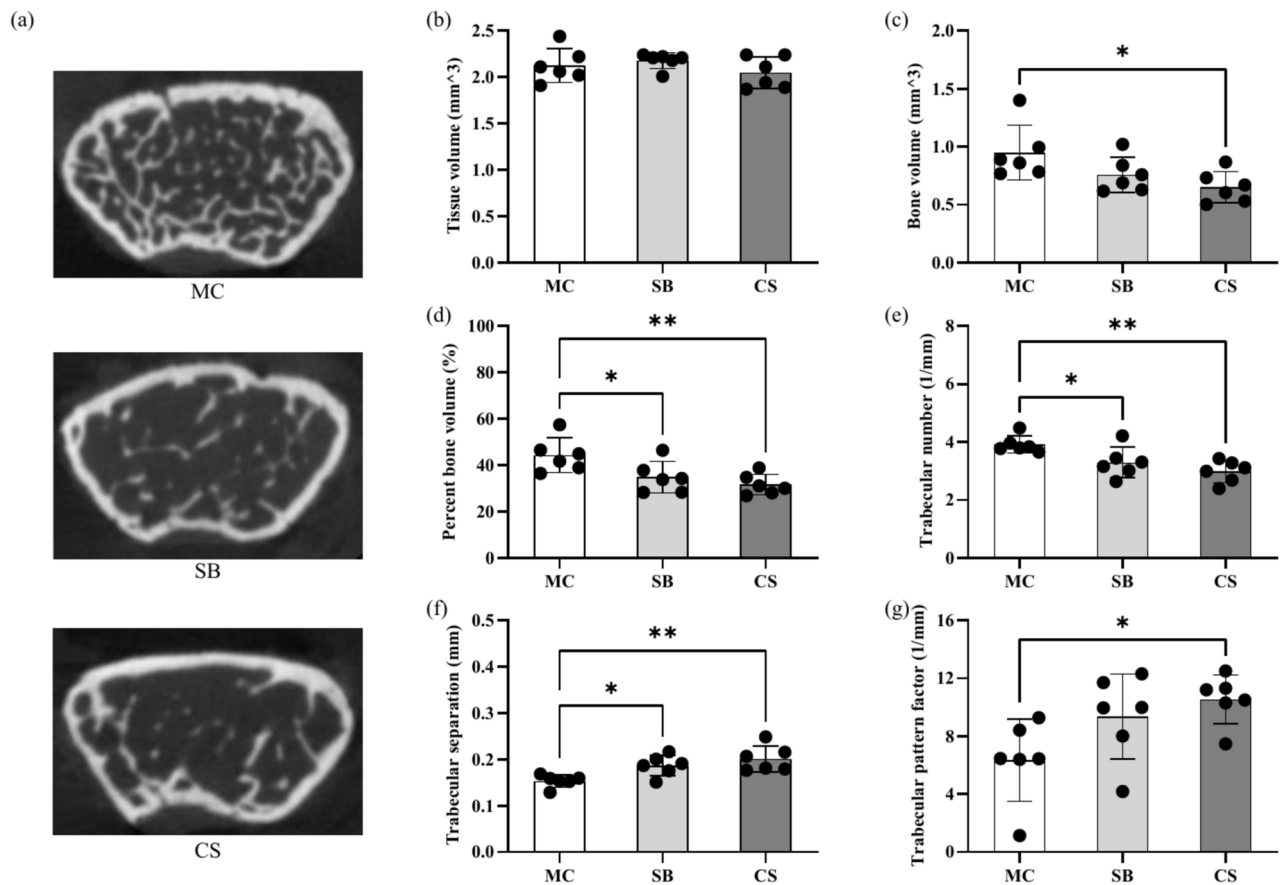 (a)
MC
SB
CS
(b)
Tissue volume (mm^3)
2.5
2.0
1.5
1.0
0.5
0.0
MC SB CS
(c)
Bone volume (mm^3)
2.0
1.5
1.0
0.5
0.0
*
MC SB CS
(d)
Percent bone volume (%)
100
80
60
40
20
0
**
*
MC SB CS
(e)
Trabecular number (1/mm)
8
6
4
2
0
**
*
MC SB CS
(f)
Trabecular separation (mm)
0.5
0.4
0.3
0.2
0.1
0.0
**
*
MC SB CS
(g)
Trabecular pattern factor (1/mm)
16
12
8
4
0
*
MC SB CS